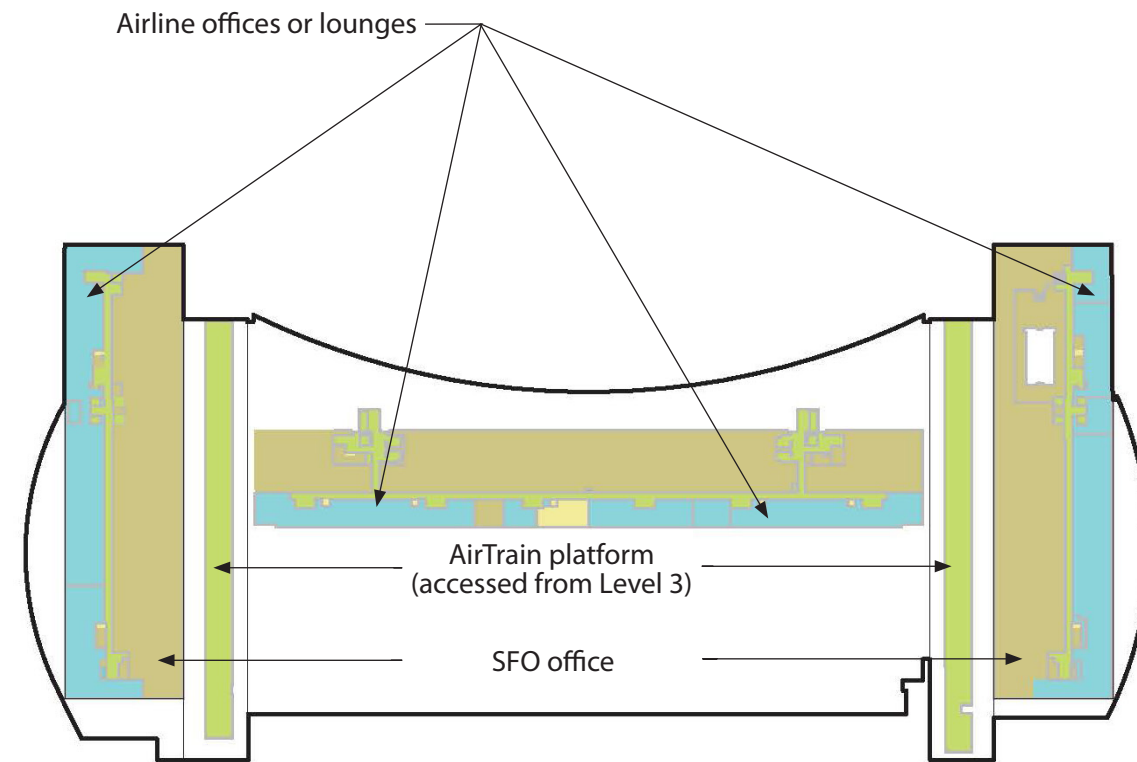 Airline offices or lounges
AirTrain platform
(accessed from Level 3)
SFO office